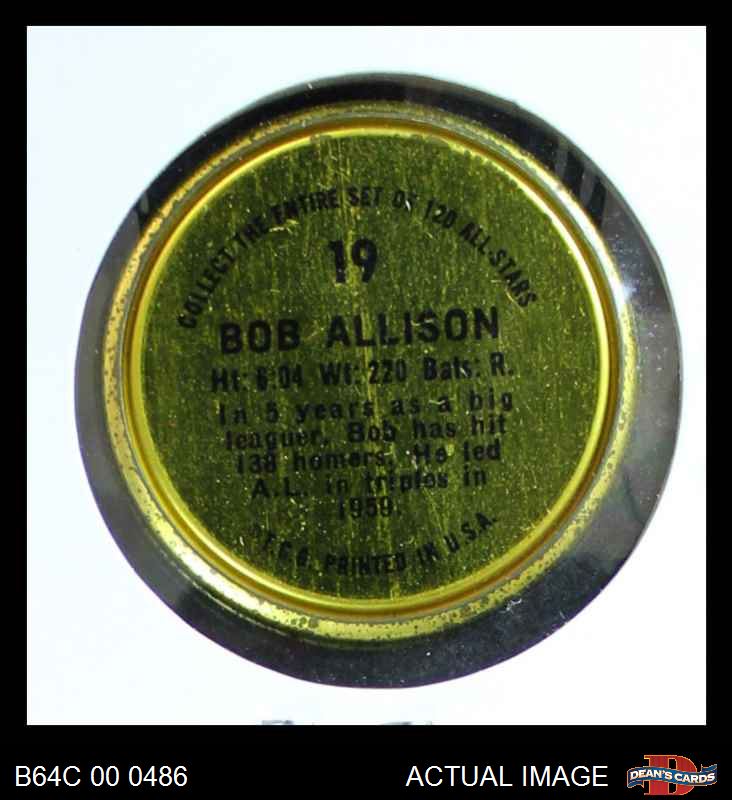 COLLECT THE ENTIRE SET OF 120 ALL-STARS
19
BOB ALLISON
Ht: 6:04 Wt: 220 Bats: R.
In 5 years as a big
leaguer, Bob has hit
138 homers. He led
A.L. in triples in
1959.
T.C.G. PRINTED IN U.S.A.
B64C 00 0486
ACTUAL IMAGE
DEAN'S CARDS